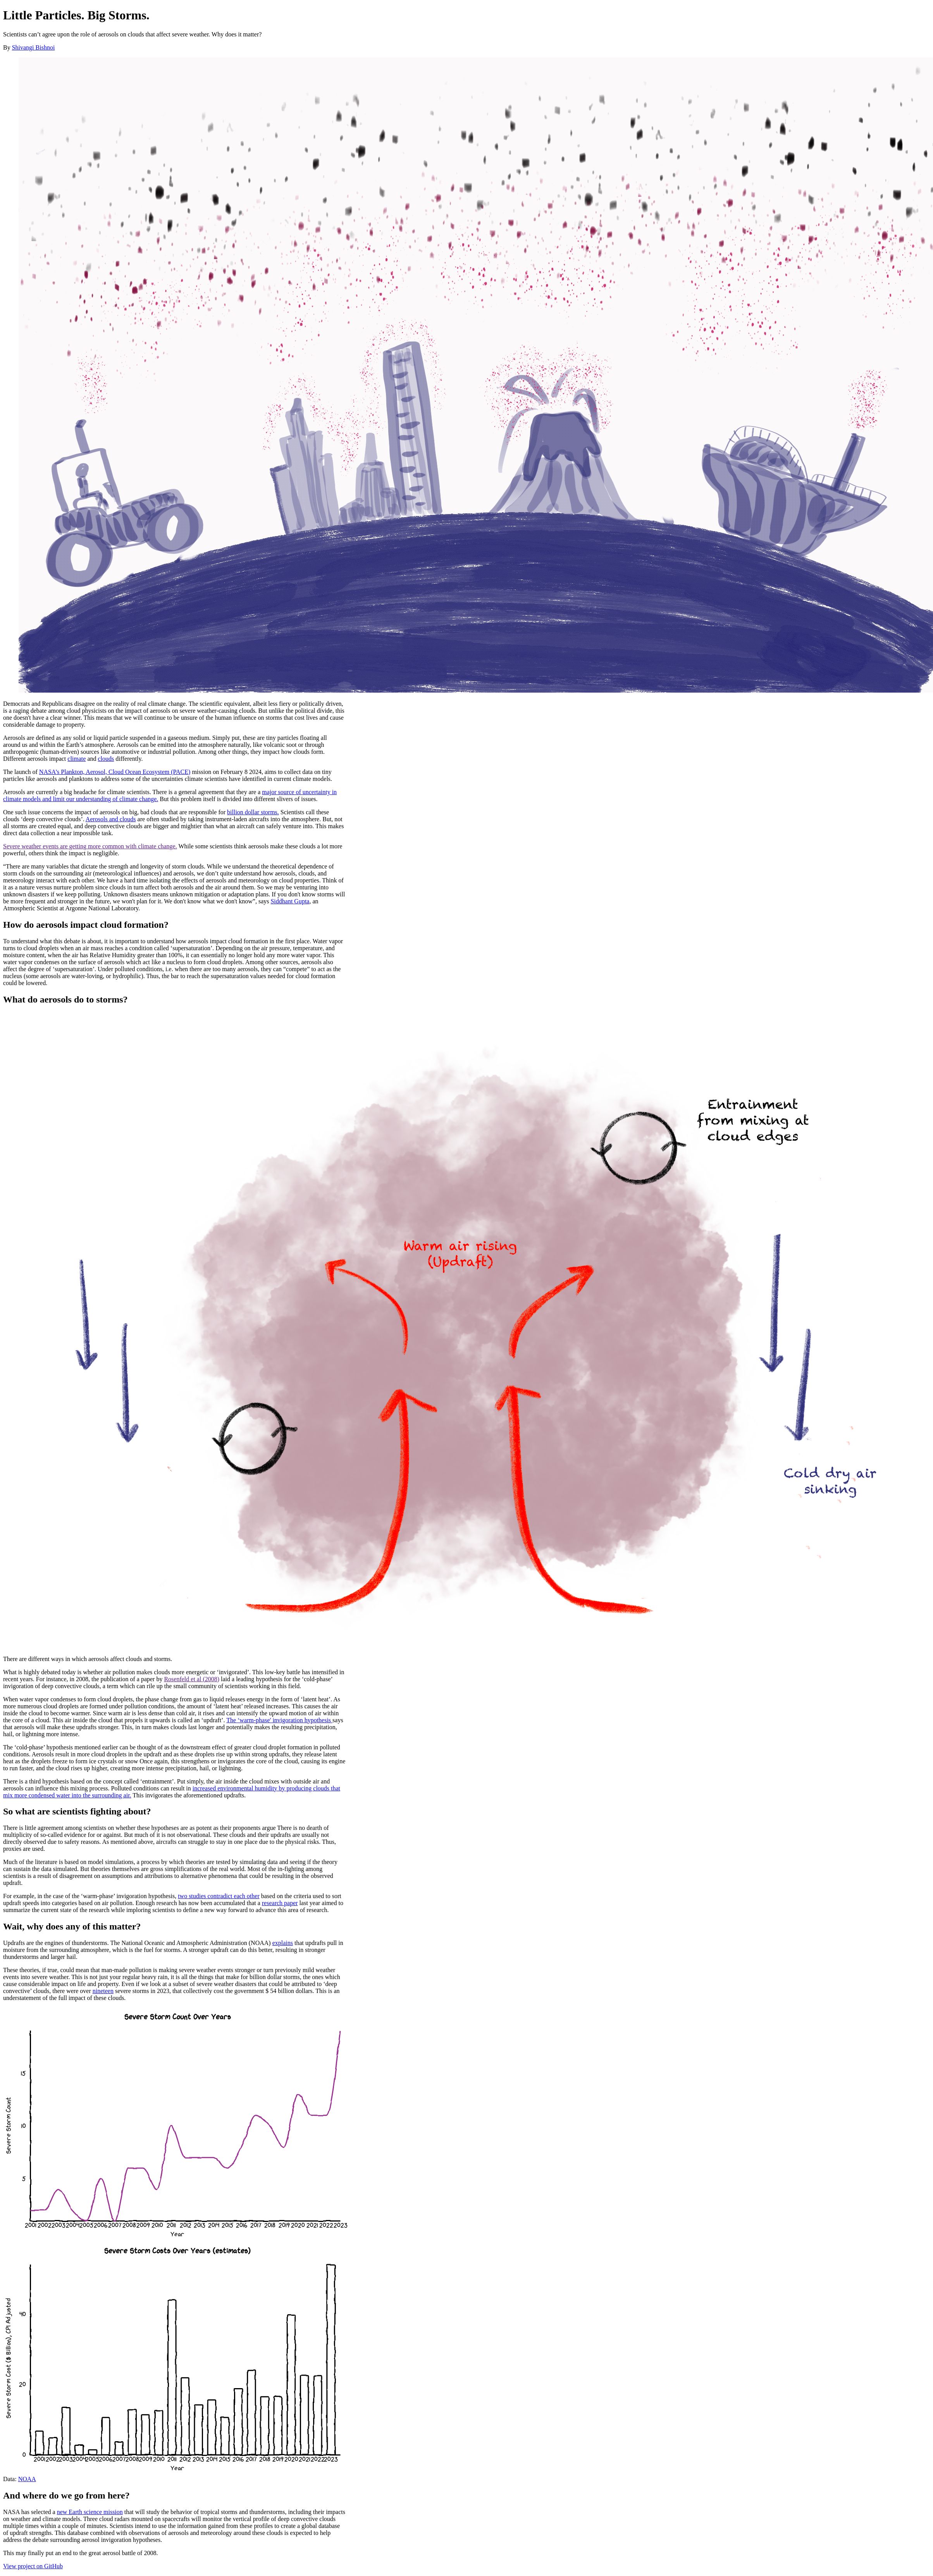 Little Particles. Big Storms.
Scientists can’t agree upon the role of aerosols on clouds that affect severe weather. Why does it matter?
By Shivangi Bishnoi
Democrats and Republicans disagree on the reality of real climate change. The scientific equivalent, albeit less fiery or politically driven,
is a raging debate among cloud physicists on the impact of aerosols on severe weather-causing clouds. But unlike the political divide, this
one doesn't have a clear winner. This means that we will continue to be unsure of the human influence on storms that cost lives and cause
considerable damage to property.
Aerosols are defined as any solid or liquid particle suspended in a gaseous medium. Simply put, these are tiny particles floating all
around us within the Earth’s atmosphere. Aerosols can be emitted into the atmosphere naturally, like volcanic soot or through
anthropogenic (human-driven) sources like automotive or industrial pollution. Among other things, they impact how clouds form.
Different aerosols impact climate and clouds differently.
The launch of NASA's Plankton, Aerosol, Cloud Ocean Ecosystem (PACE) mission on February 8 2024, aims to collect data on tiny
particles like aerosols and planktons to address some of the uncertainties climate scientists have identified in current climate models.
Aerosols are currently a big headache for climate scientists. There is a general agreement that they are a major source of uncertainty in
climate models and limit our understanding of climate change. But this problem itself is divided into different slivers of issues.
One such issue concerns the impact of aerosols on big, bad clouds that are responsible for billion dollar storms. Scientists call these
clouds ‘deep convective clouds’. Aerosols and clouds are often studied by taking instrument-laden aircrafts into the atmosphere. But, not
all storms are created equal, and deep convective clouds are bigger and mightier than what an aircraft can safely venture into. This makes
direct data collection a near impossible task.
Severe weather events are getting more common with climate change. While some scientists think aerosols make these clouds a lot more
powerful, others think the impact is negligible.
“There are many variables that dictate the strength and longevity of storm clouds. While we understand the theoretical dependence of
storm clouds on the surrounding air (meteorological influences) and aerosols, we don’t quite understand how aerosols, clouds, and
meteorology interact with each other. We have a hard time isolating the effects of aerosols and meteorology on cloud properties. Think of
it as a nature versus nurture problem since clouds in turn affect both aerosols and the air around them. So we may be venturing into
unknown disasters if we keep polluting. Unknown disasters means unknown mitigation or adaptation plans. If you don't know storms will
be more frequent and stronger in the future, we won't plan for it. We don't know what we don't know”, says Siddhant Gupta, an
Atmospheric Scientist at Argonne National Laboratory.
How do aerosols impact cloud formation?
To understand what this debate is about, it is important to understand how aerosols impact cloud formation in the first place. Water vapor
turns to cloud droplets when an air mass reaches a condition called ‘supersaturation’. Depending on the air pressure, temperature, and
moisture content, when the air has Relative Humidity greater than 100%, it can essentially no longer hold any more water vapor. This
water vapor condenses on the surface of aerosols which act like a nucleus to form cloud droplets. Among other sources, aerosols also
affect the degree of ‘supersaturation’. Under polluted conditions, i.e. when there are too many aerosols, they can “compete” to act as the
nucleus (some aerosols are water-loving, or hydrophilic). Thus, the bar to reach the supersaturation values needed for cloud formation
could be lowered.
What do aerosols do to storms?
Entrainment
from mixing at
cloud edges
Warm air rising
(Updraft)
Cold dry air
sinking
There are different ways in which aerosols affect clouds and storms.
What is highly debated today is whether air pollution makes clouds more energetic or ‘invigorated’. This low-key battle has intensified in
recent years. For instance, in 2008, the publication of a paper by Rosenfeld et al (2008) laid a leading hypothesis for the ‘cold-phase’
invigoration of deep convective clouds, a term which can rile up the small community of scientists working in this field.
When water vapor condenses to form cloud droplets, the phase change from gas to liquid releases energy in the form of ‘latent heat’. As
more numerous cloud droplets are formed under pollution conditions, the amount of ‘latent heat’ released increases. This causes the air
inside the cloud to become warmer. Since warm air is less dense than cold air, it rises and can intensify the upward motion of air within
the core of a cloud. This air inside the cloud that propels it upwards is called an ‘updraft’. The ‘warm-phase’ invigoration hypothesis says
that aerosols will make these updrafts stronger. This, in turn makes clouds last longer and potentially makes the resulting precipitation,
hail, or lightning more intense.
The ‘cold-phase’ hypothesis mentioned earlier can be thought of as the downstream effect of greater cloud droplet formation in polluted
conditions. Aerosols result in more cloud droplets in the updraft and as these droplets rise up within strong updrafts, they release latent
heat as the droplets freeze to form ice crystals or snow Once again, this strengthens or invigorates the core of the cloud, causing its engine
to run faster, and the cloud rises up higher, creating more intense precipitation, hail, or lightning.
There is a third hypothesis based on the concept called ‘entrainment’. Put simply, the air inside the cloud mixes with outside air and
aerosols can influence this mixing process. Polluted conditions can result in increased environmental humidity by producing clouds that
mix more condensed water into the surrounding air. This invigorates the aforementioned updrafts.
So what are scientists fighting about?
There is little agreement among scientists on whether these hypotheses are as potent as their proponents argue There is no dearth of
multiplicity of so-called evidence for or against. But much of it is not observational. These clouds and their updrafts are usually not
directly observed due to safety reasons. As mentioned above, aircrafts can struggle to stay in one place due to the physical risks. Thus,
proxies are used.
Much of the literature is based on model simulations, a process by which theories are tested by simulating data and seeing if the theory
can sustain the data simulated. But theories themselves are gross simplifications of the real world. Most of the in-fighting among
scientists is a result of disagreement on assumptions and attributions to alternative phenomena that could be resulting in the observed
updraft.
For example, in the case of the ‘warm-phase’ invigoration hypothesis, two studies contradict each other based on the criteria used to sort
updraft speeds into categories based on air pollution. Enough research has now been accumulated that a research paper last year aimed to
summarize the current state of the research while imploring scientists to define a new way forward to advance this area of research.
Wait, why does any of this matter?
Updrafts are the engines of thunderstorms. The National Oceanic and Atmospheric Administration (NOAA) explains that updrafts pull in
moisture from the surrounding atmosphere, which is the fuel for storms. A stronger updraft can do this better, resulting in stronger
thunderstorms and larger hail.
These theories, if true, could mean that man-made pollution is making severe weather events stronger or turn previously mild weather
events into severe weather. This is not just your regular heavy rain, it is all the things that make for billion dollar storms, the ones which
cause considerable impact on life and property. Even if we look at a subset of severe weather disasters that could be attributed to ‘deep
convective’ clouds, there were over nineteen severe storms in 2023, that collectively cost the government $ 54 billion dollars. This is an
understatement of the full impact of these clouds.
Severe Storm Count Over Years
15
10
5
Severe Storm Count
2001 2002 2003 2004 2005 2006 2007 2008 2009 2010 2011 2012 2013 2014 2015 2016 2017 2018 2019 2020 2021 2022 2023
Year
Severe Storm Costs Over Years (estimates)
40
20
0
Severe Storm Cost ($ Billion), CPI Adjusted
2001 2002 2003 2004 2005 2006 2007 2008 2009 2010 2011 2012 2013 2014 2015 2016 2017 2018 2019 2020 2021 2022 2023
Year
Data: NOAA
And where do we go from here?
NASA has selected a new Earth science mission that will study the behavior of tropical storms and thunderstorms, including their impacts
on weather and climate models. Three cloud radars mounted on spacecrafts will monitor the vertical profile of deep convective clouds
multiple times within a couple of minutes. Scientists intend to use the information gained from these profiles to create a global database
of updraft strengths. This database combined with observations of aerosols and meteorology around these clouds is expected to help
address the debate surrounding aerosol invigoration hypotheses.
This may finally put an end to the great aerosol battle of 2008.
View project on GitHub